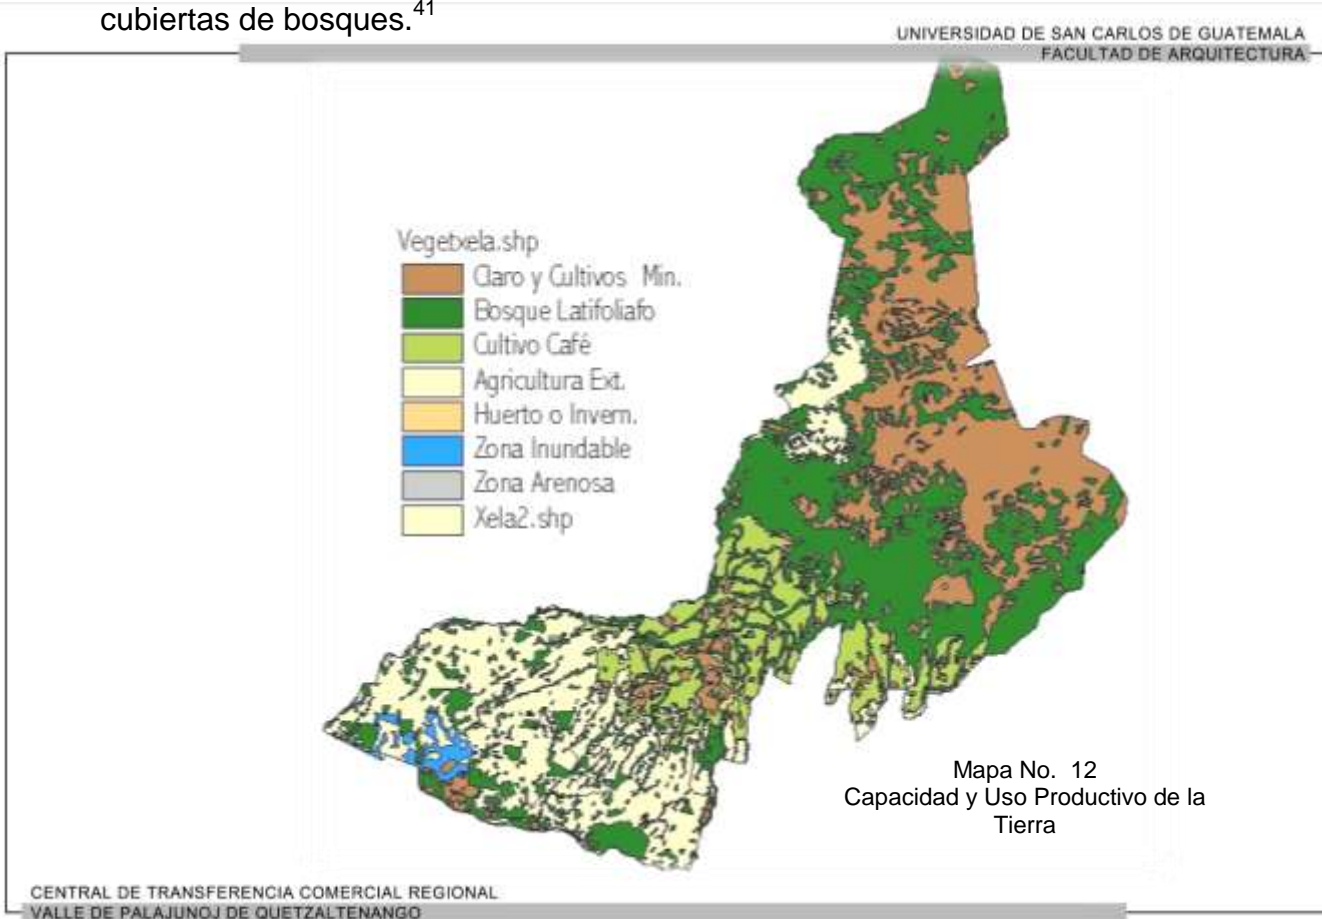 cubiertas de bosques.41
UNIVERSIDAD DE SAN CARLOS DE GUATEMALA
FACULTAD DE ARQUITECTURA
Vegetxela.shp
Claro y Cultivos Min.
Bosque Latifoliafo
Cultivo Café
Agricultura Ext.
Huerto o Invern.
Zona Inundable
Zona Arenosa
Xela2.shp
Mapa No. 12
Capacidad y Uso Productivo de la
Tierra
CENTRAL DE TRANSFERENCIA COMERCIAL REGIONAL
VALLE DE PALAJUNOJ DE QUETZALTENANGO